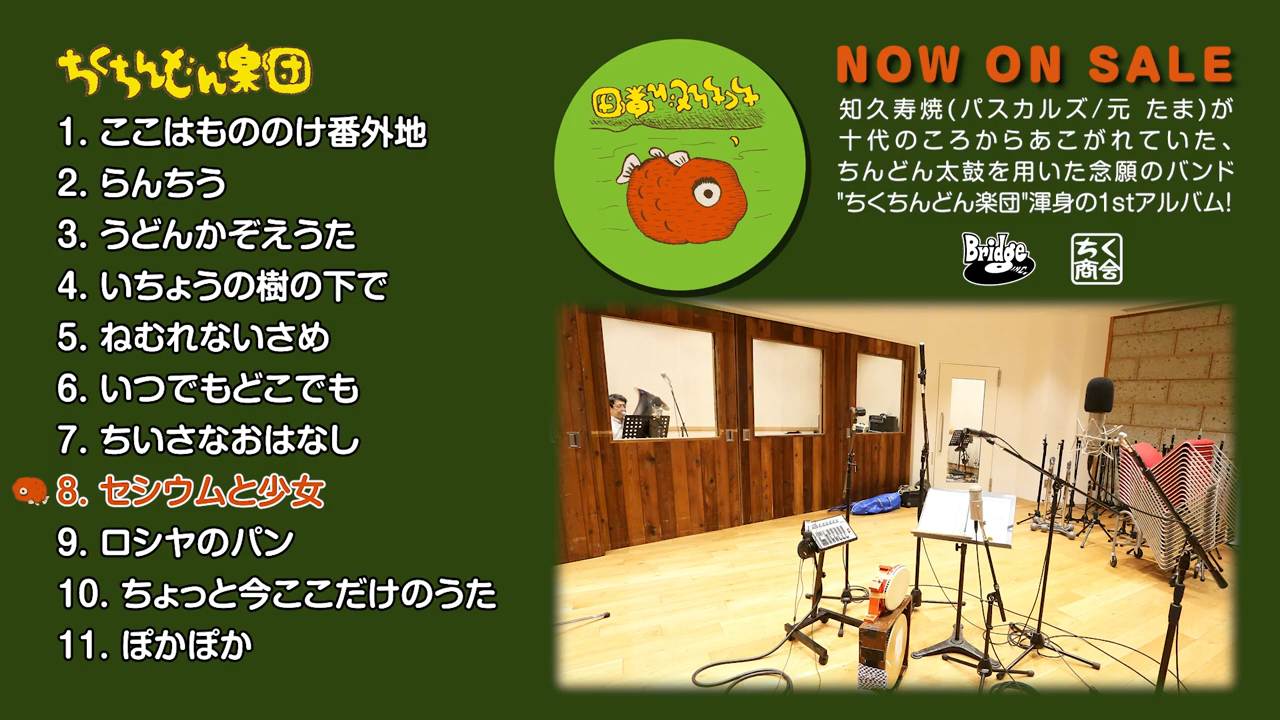 ちくちんどん楽団
1. ここはもののけ番外地
2. らんちう
3. うどんかぞえうた
4. いちょうの樹の下で
5. ねむれないさめ
6. いつでもどこでも
7. ちいさなおはなし
8. セシウムと少女
9. ロシヤのパン
10. ちょっと今ここだけのうた
11. ぽかぽか
ちくちんどん楽団
NOW ON SALE
知久寿焼(パスカルズ/元 たま)が
十代のころからあこがれていた、
ちんどん太鼓を用いた念願のバンド
"ちくちんどん楽団"渾身の1stアルバム!
Bridge INC.
ちく
商会